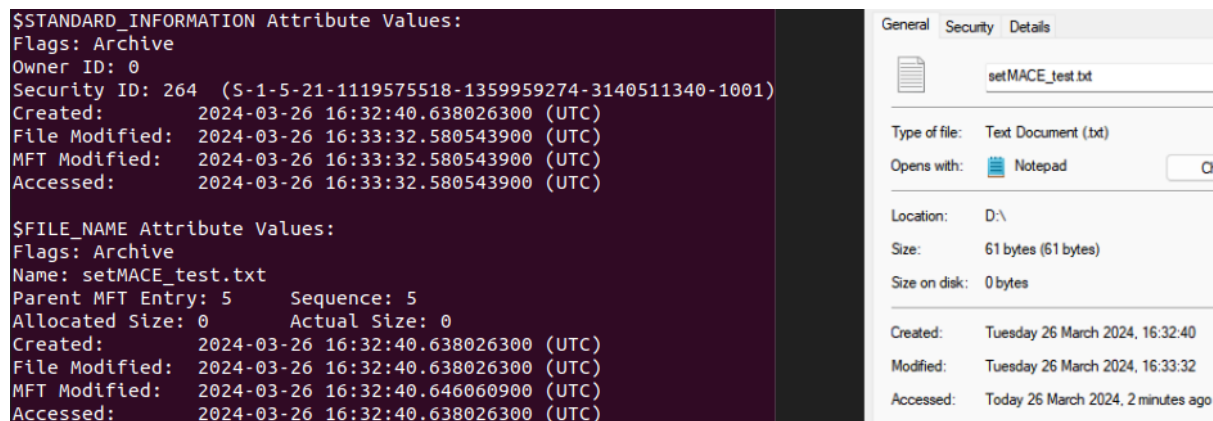 $STANDARD_INFORMATION Attribute Values:
Flags: Archive
Owner ID: 0
Security ID: 264  (S-1-5-21-1119575518-1359959274-3140511340-1001)
Created:        2024-03-26 16:32:40.638026300 (UTC)
File Modified:  2024-03-26 16:33:32.580543900 (UTC)
MFT Modified:   2024-03-26 16:33:32.580543900 (UTC)
Accessed:       2024-03-26 16:33:32.580543900 (UTC)
$FILE_NAME Attribute Values:
Flags: Archive
Name: setMACE_test.txt
Parent MFT Entry: 5     Sequence: 5
Allocated Size: 0       Actual Size: 0
Created:        2024-03-26 16:32:40.638026300 (UTC)
File Modified:  2024-03-26 16:32:40.638026300 (UTC)
MFT Modified:   2024-03-26 16:32:40.646060900 (UTC)
Accessed:       2024-03-26 16:32:40.638026300 (UTC)
General Security Details
setMACE_test.txt
Type of file: Text Document (.txt)
Opens with: Notepad
Location: D:\
Size: 61 bytes (61 bytes)
Size on disk: 0 bytes
Created: Tuesday 26 March 2024, 16:32:40
Modified: Tuesday 26 March 2024, 16:33:32
Accessed: Today 26 March 2024, 2 minutes ago